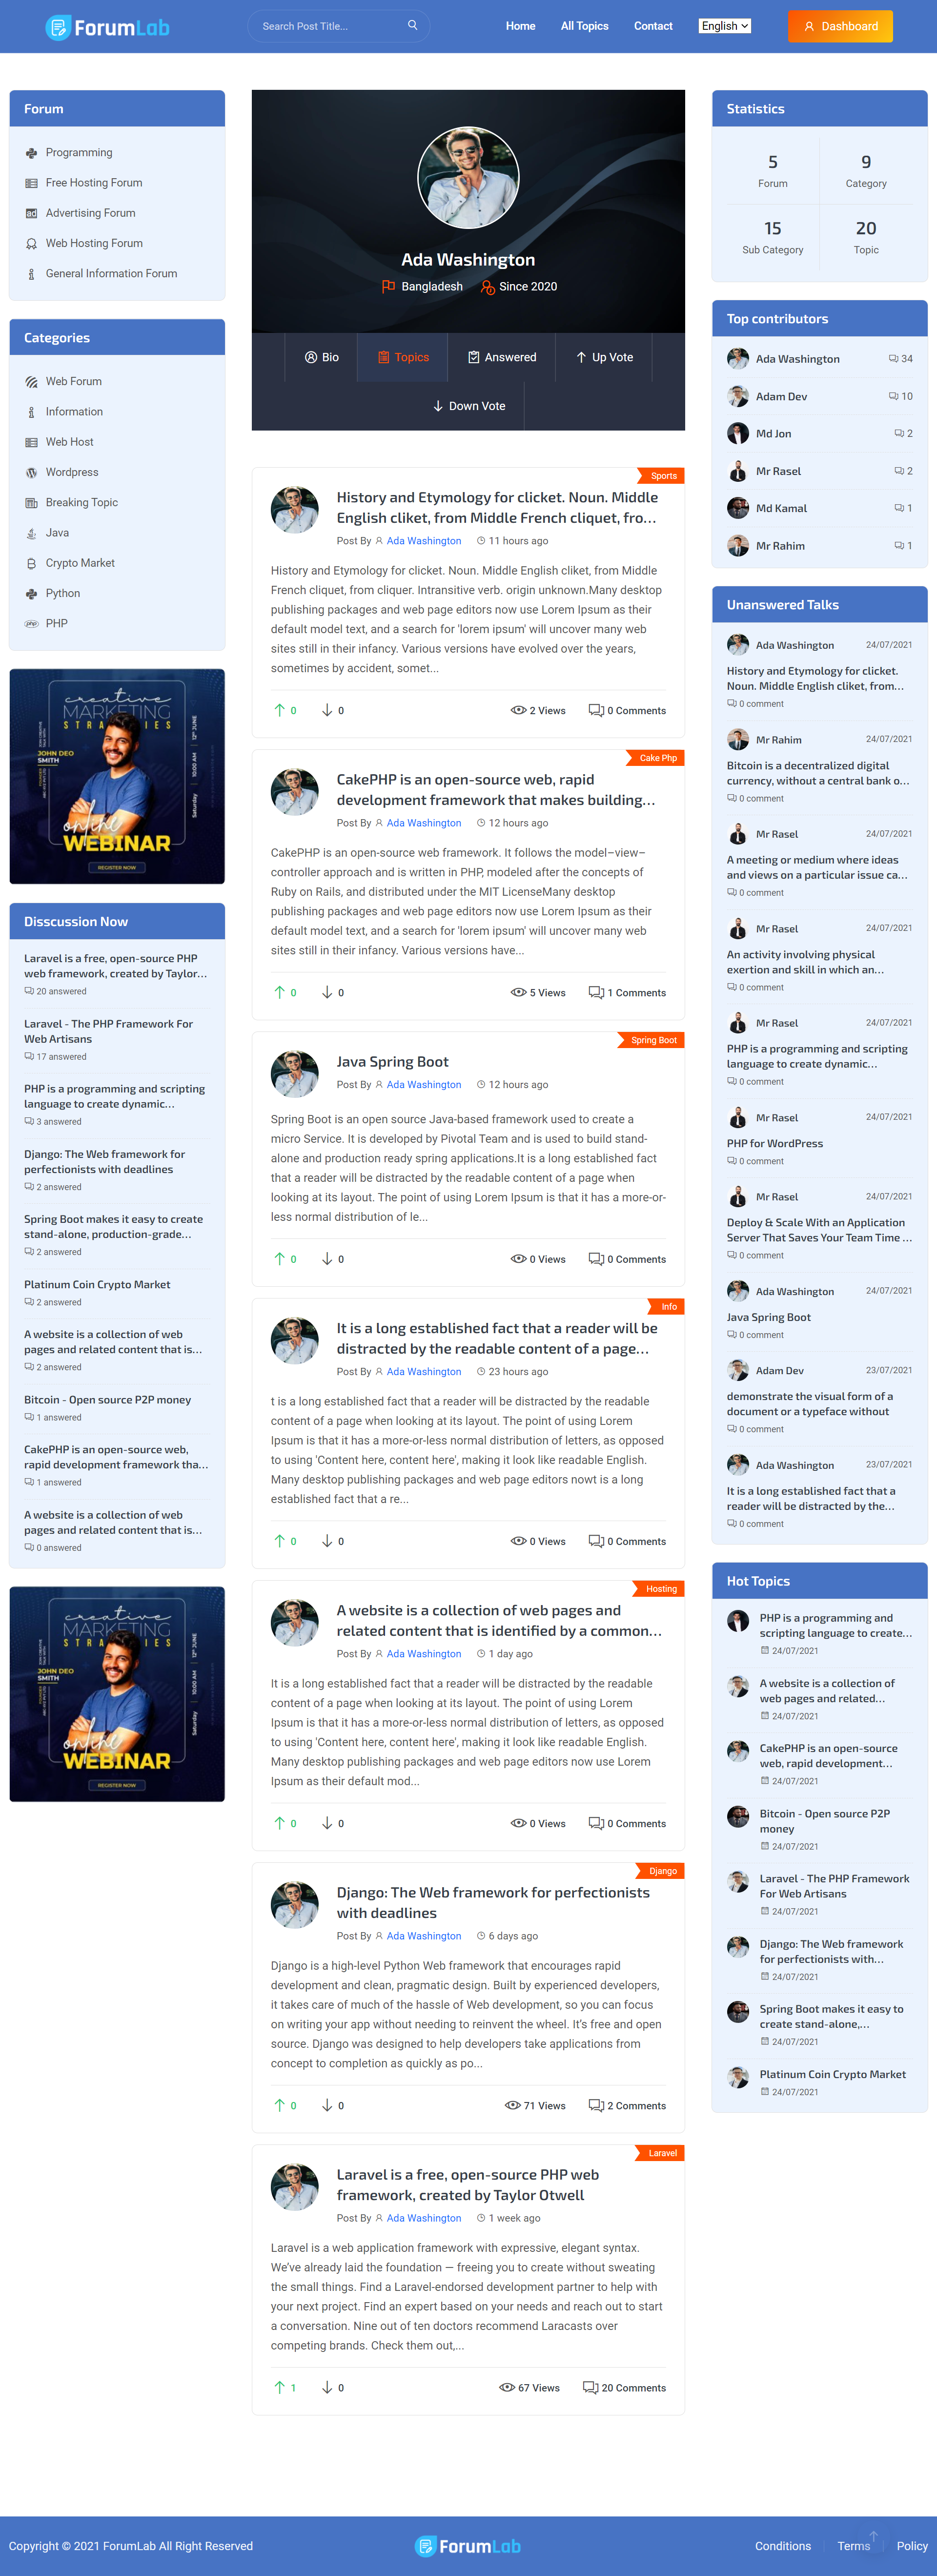 ForumLab
Search Post Title...
Home
All Topics
Contact
English
Dashboard
Forum
Programming
Free Hosting Forum
Advertising Forum
Web Hosting Forum
General Information Forum
Categories
Web Forum
Information
Web Host
Wordpress
Breaking Topic
Java
Crypto Market
Python
PHP
creative
MARKETING
STRATEGIES
JOHN DEO
SMITH
12th JUNE
10:00 AM
Saturday
online
WEBINAR
REGISTER NOW
Disscussion Now
Laravel is a free, open-source PHP
web framework, created by Taylor...
20 answered
Laravel - The PHP Framework For
Web Artisans
17 answered
PHP is a programming and scripting
language to create dynamic...
3 answered
Django: The Web framework for
perfectionists with deadlines
2 answered
Spring Boot makes it easy to create
stand-alone, production-grade...
2 answered
Platinum Coin Crypto Market
2 answered
A website is a collection of web
pages and related content that is...
2 answered
Bitcoin - Open source P2P money
1 answered
CakePHP is an open-source web,
rapid development framework tha...
1 answered
A website is a collection of web
pages and related content that is...
0 answered
creative
MARKETING
STRATEGIES
JOHN DEO
SMITH
12th JUNE
10:00 AM
Saturday
online
WEBINAR
REGISTER NOW
Ada Washington
Bangladesh
Since 2020
Bio
Topics
Answered
Up Vote
Down Vote
Sports
History and Etymology for clicket. Noun. Middle
English cliket, from Middle French cliquet, fro...
Post By Ada Washington 11 hours ago
History and Etymology for clicket. Noun. Middle English cliket, from Middle
French cliquet, from cliquer. Intransitive verb. origin unknown.Many desktop
publishing packages and web page editors now use Lorem Ipsum as their
default model text, and a search for 'lorem ipsum' will uncover many web
sites still in their infancy. Various versions have evolved over the years,
sometimes by accident, somet...
0 0 2 Views 0 Comments
Cake Php
CakePHP is an open-source web, rapid
development framework that makes building...
Post By Ada Washington 12 hours ago
CakePHP is an open-source web framework. It follows the model–view–
controller approach and is written in PHP, modeled after the concepts of
Ruby on Rails, and distributed under the MIT LicenseMany desktop
publishing packages and web page editors now use Lorem Ipsum as their
default model text, and a search for 'lorem ipsum' will uncover many web
sites still in their infancy. Various versions have...
0 0 5 Views 1 Comments
Spring Boot
Java Spring Boot
Post By Ada Washington 12 hours ago
Spring Boot is an open source Java-based framework used to create a
micro Service. It is developed by Pivotal Team and is used to build stand-
alone and production ready spring applications.It is a long established fact
that a reader will be distracted by the readable content of a page when
looking at its layout. The point of using Lorem Ipsum is that it has a more-or-
less normal distribution of le...
0 0 0 Views 0 Comments
Info
It is a long established fact that a reader will be
distracted by the readable content of a page...
Post By Ada Washington 23 hours ago
t is a long established fact that a reader will be distracted by the readable
content of a page when looking at its layout. The point of using Lorem
Ipsum is that it has a more-or-less normal distribution of letters, as opposed
to using 'Content here, content here', making it look like readable English.
Many desktop publishing packages and web page editors nowt is a long
established fact that a re...
0 0 0 Views 0 Comments
Hosting
A website is a collection of web pages and
related content that is identified by a common...
Post By Ada Washington 1 day ago
It is a long established fact that a reader will be distracted by the readable
content of a page when looking at its layout. The point of using Lorem
Ipsum is that it has a more-or-less normal distribution of letters, as opposed
to using 'Content here, content here', making it look like readable English.
Many desktop publishing packages and web page editors now use Lorem
Ipsum as their default mod...
0 0 0 Views 0 Comments
Django
Django: The Web framework for perfectionists
with deadlines
Post By Ada Washington 6 days ago
Django is a high-level Python Web framework that encourages rapid
development and clean, pragmatic design. Built by experienced developers,
it takes care of much of the hassle of Web development, so you can focus
on writing your app without needing to reinvent the wheel. It's free and open
source. Django was designed to help developers take applications from
concept to completion as quickly as po...
0 0 71 Views 2 Comments
Laravel
Laravel is a free, open-source PHP web
framework, created by Taylor Otwell
Post By Ada Washington 1 week ago
Laravel is a web application framework with expressive, elegant syntax.
We've already laid the foundation — freeing you to create without sweating
the small things. Find a Laravel-endorsed development partner to help with
your next project. Find an expert based on your needs and reach out to start
a conversation. Nine out of ten doctors recommend Laracasts over
competing brands. Check them out,...
1 0 67 Views 20 Comments
Statistics
5 9
Forum Category
15 20
Sub Category Topic
Top contributors
Ada Washington 34
Adam Dev 10
Md Jon 2
Mr Rasel 2
Md Kamal 1
Mr Rahim 1
Unanswered Talks
Ada Washington 24/07/2021
History and Etymology for clicket.
Noun. Middle English cliket, from...
0 comment
Mr Rahim 24/07/2021
Bitcoin is a decentralized digital
currency, without a central bank o...
0 comment
Mr Rasel 24/07/2021
A meeting or medium where ideas
and views on a particular issue ca...
0 comment
Mr Rasel 24/07/2021
An activity involving physical
exertion and skill in which an...
0 comment
Mr Rasel 24/07/2021
PHP is a programming and scripting
language to create dynamic...
0 comment
Mr Rasel 24/07/2021
PHP for WordPress
0 comment
Mr Rasel 24/07/2021
Deploy & Scale With an Application
Server That Saves Your Team Time ...
0 comment
Ada Washington 24/07/2021
Java Spring Boot
0 comment
Adam Dev 23/07/2021
demonstrate the visual form of a
document or a typeface without
0 comment
Ada Washington 23/07/2021
It is a long established fact that a
reader will be distracted by the...
0 comment
Hot Topics
PHP is a programming and
scripting language to create...
24/07/2021
A website is a collection of
web pages and related...
24/07/2021
CakePHP is an open-source
web, rapid development...
24/07/2021
Bitcoin - Open source P2P
money
24/07/2021
Laravel - The PHP Framework
For Web Artisans
24/07/2021
Django: The Web framework
for perfectionists with...
24/07/2021
Spring Boot makes it easy to
create stand-alone,...
24/07/2021
Platinum Coin Crypto Market
24/07/2021
Copyright © 2021 ForumLab All Right Reserved
ForumLab
Conditions
Terms
Policy